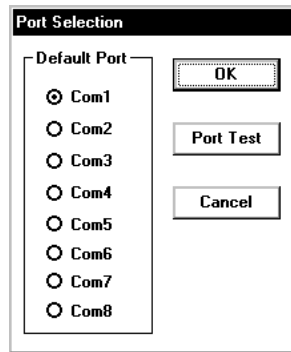 Port Selection
Default Port
Com1
Com2
Com3
Com4
Com5
Com6
Com7
Com8
OK
Port Test
Cancel